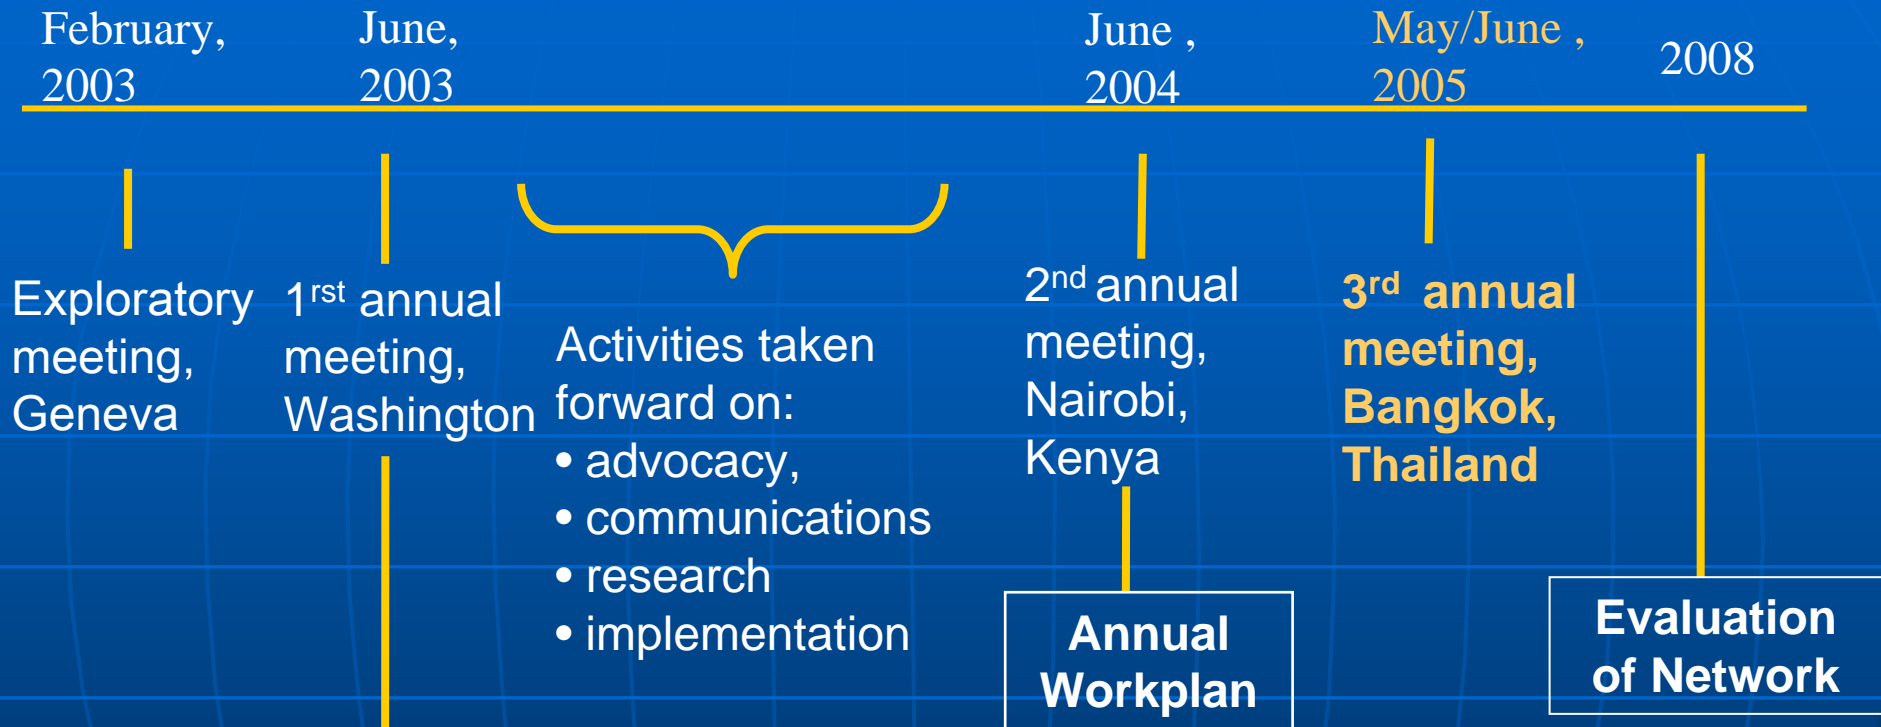 February,
2003
June,
2003
June ,
2004
May/June ,
2005
2008
Exploratory
meeting,
Geneva
1rst annual
meeting,
Washington
Activities taken
forward on:
• advocacy,
• communications
• research
• implementation
2nd annual
meeting,
Nairobi,
Kenya
3rd annual
meeting,
Bangkok,
Thailand
Annual
Workplan
Evaluation
of Network